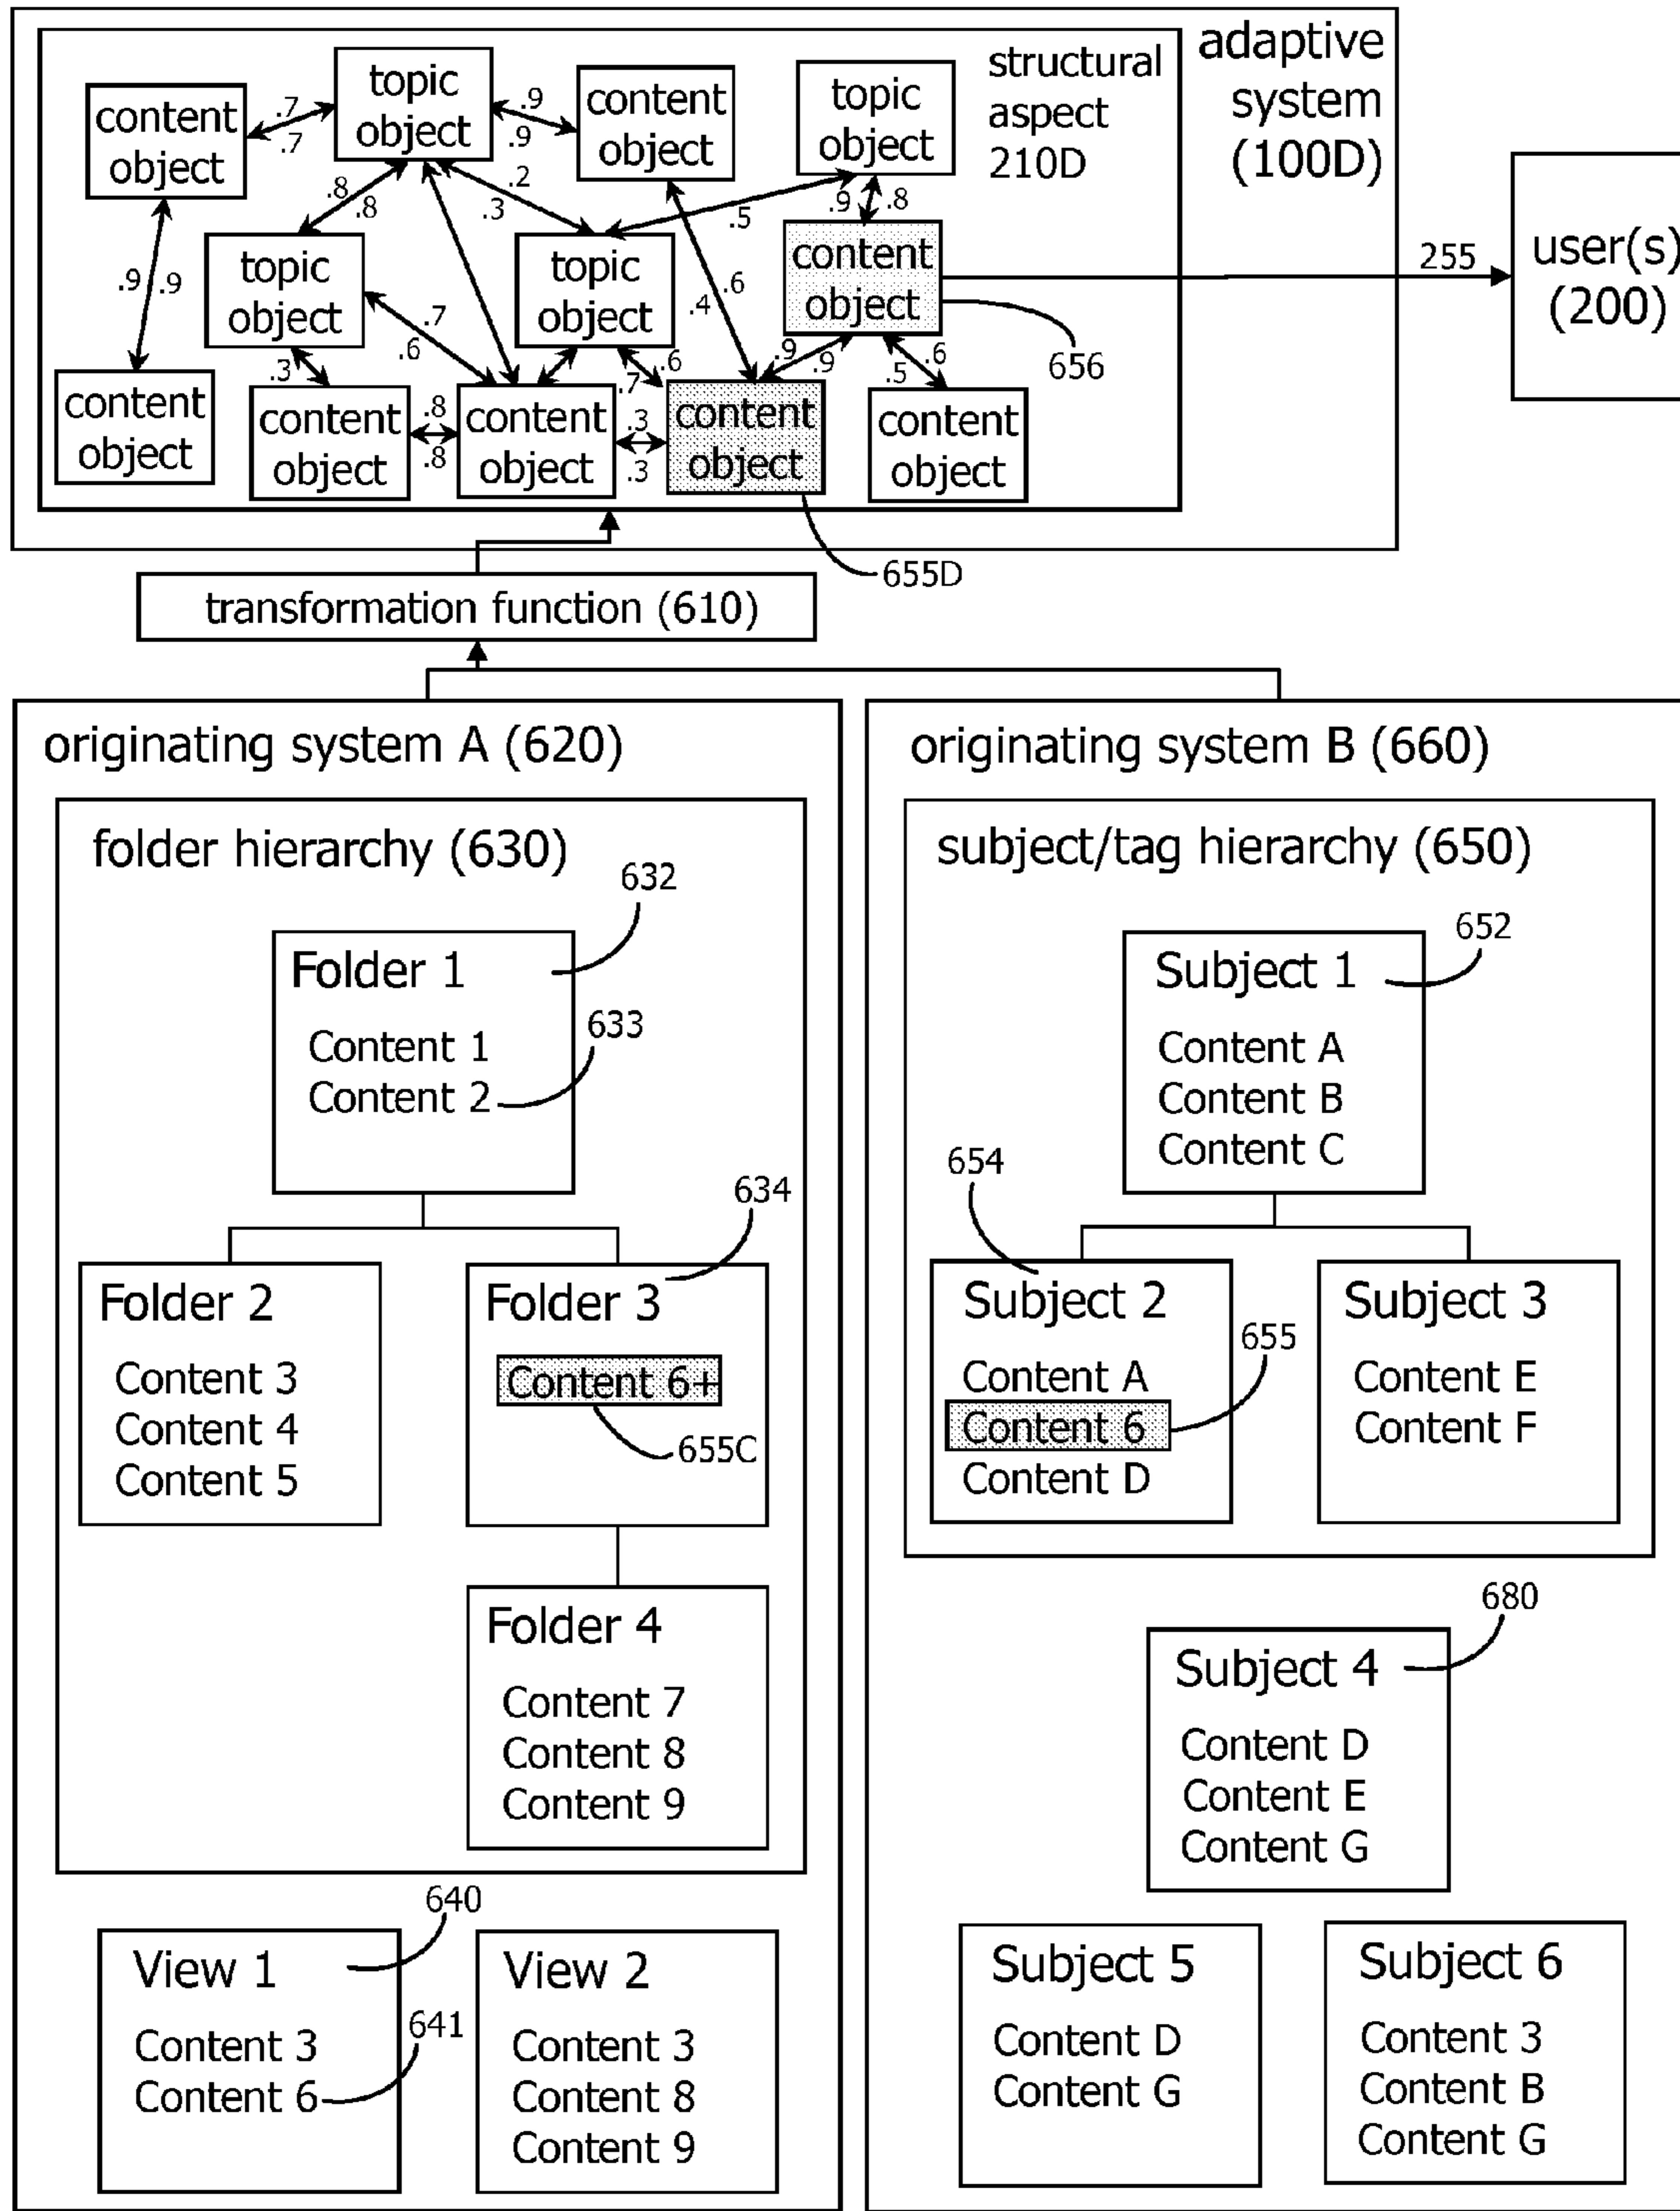 adaptive
system
(100D)
structural
aspect
210D
content
object
.7
.7
topic
object
.9
.9
content
object
topic
object
.8
.8
.2
.3
.5
.9
.8
.9
.9
topic
object
topic
object
content
object
255
user(s)
(200)
.7
.6
.4
.6
656
.3
.6
.7
.9
.9
.5
.6
content
object
content
object
.8
.8
content
object
.3
.3
content
object
content
object
655D
transformation function (610)
originating system A (620)
folder hierarchy (630)
632
Folder 1
633
Content 1
Content 2
634
Folder 2
Content 3
Content 4
Content 5
Folder 3
Content 6+
655C
Folder 4
Content 7
Content 8
Content 9
640
View 1
641
Content 3
Content 6
View 2
Content 3
Content 8
Content 9
originating system B (660)
subject/tag hierarchy (650)
652
Subject 1
Content A
Content B
Content C
654
Subject 2
655
Content A
Content 6
Content D
Subject 3
Content E
Content F
680
Subject 4
Content D
Content E
Content G
Subject 5
Content D
Content G
Subject 6
Content 3
Content B
Content G